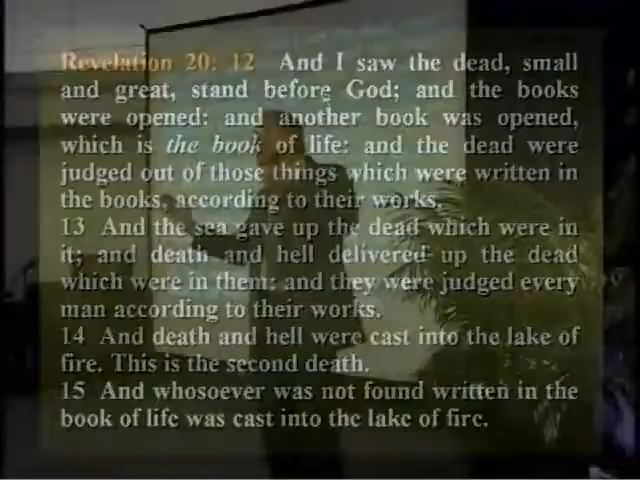 Revelation 20: 12 And I saw the dead, small
and great, stand before God; and the books
were opened: and another book was opened,
which is the book of life: and the dead were
judged out of those things which were written in
the books, according to their works.
13 And the sea gave up the dead which were in
it; and death and hell delivered up the dead
which were in them: and they were judged every
man according to their works.
14 And death and hell were cast into the lake of
fire. This is the second death.
15 And whosoever was not found written in the
book of life was cast into the lake of fire.